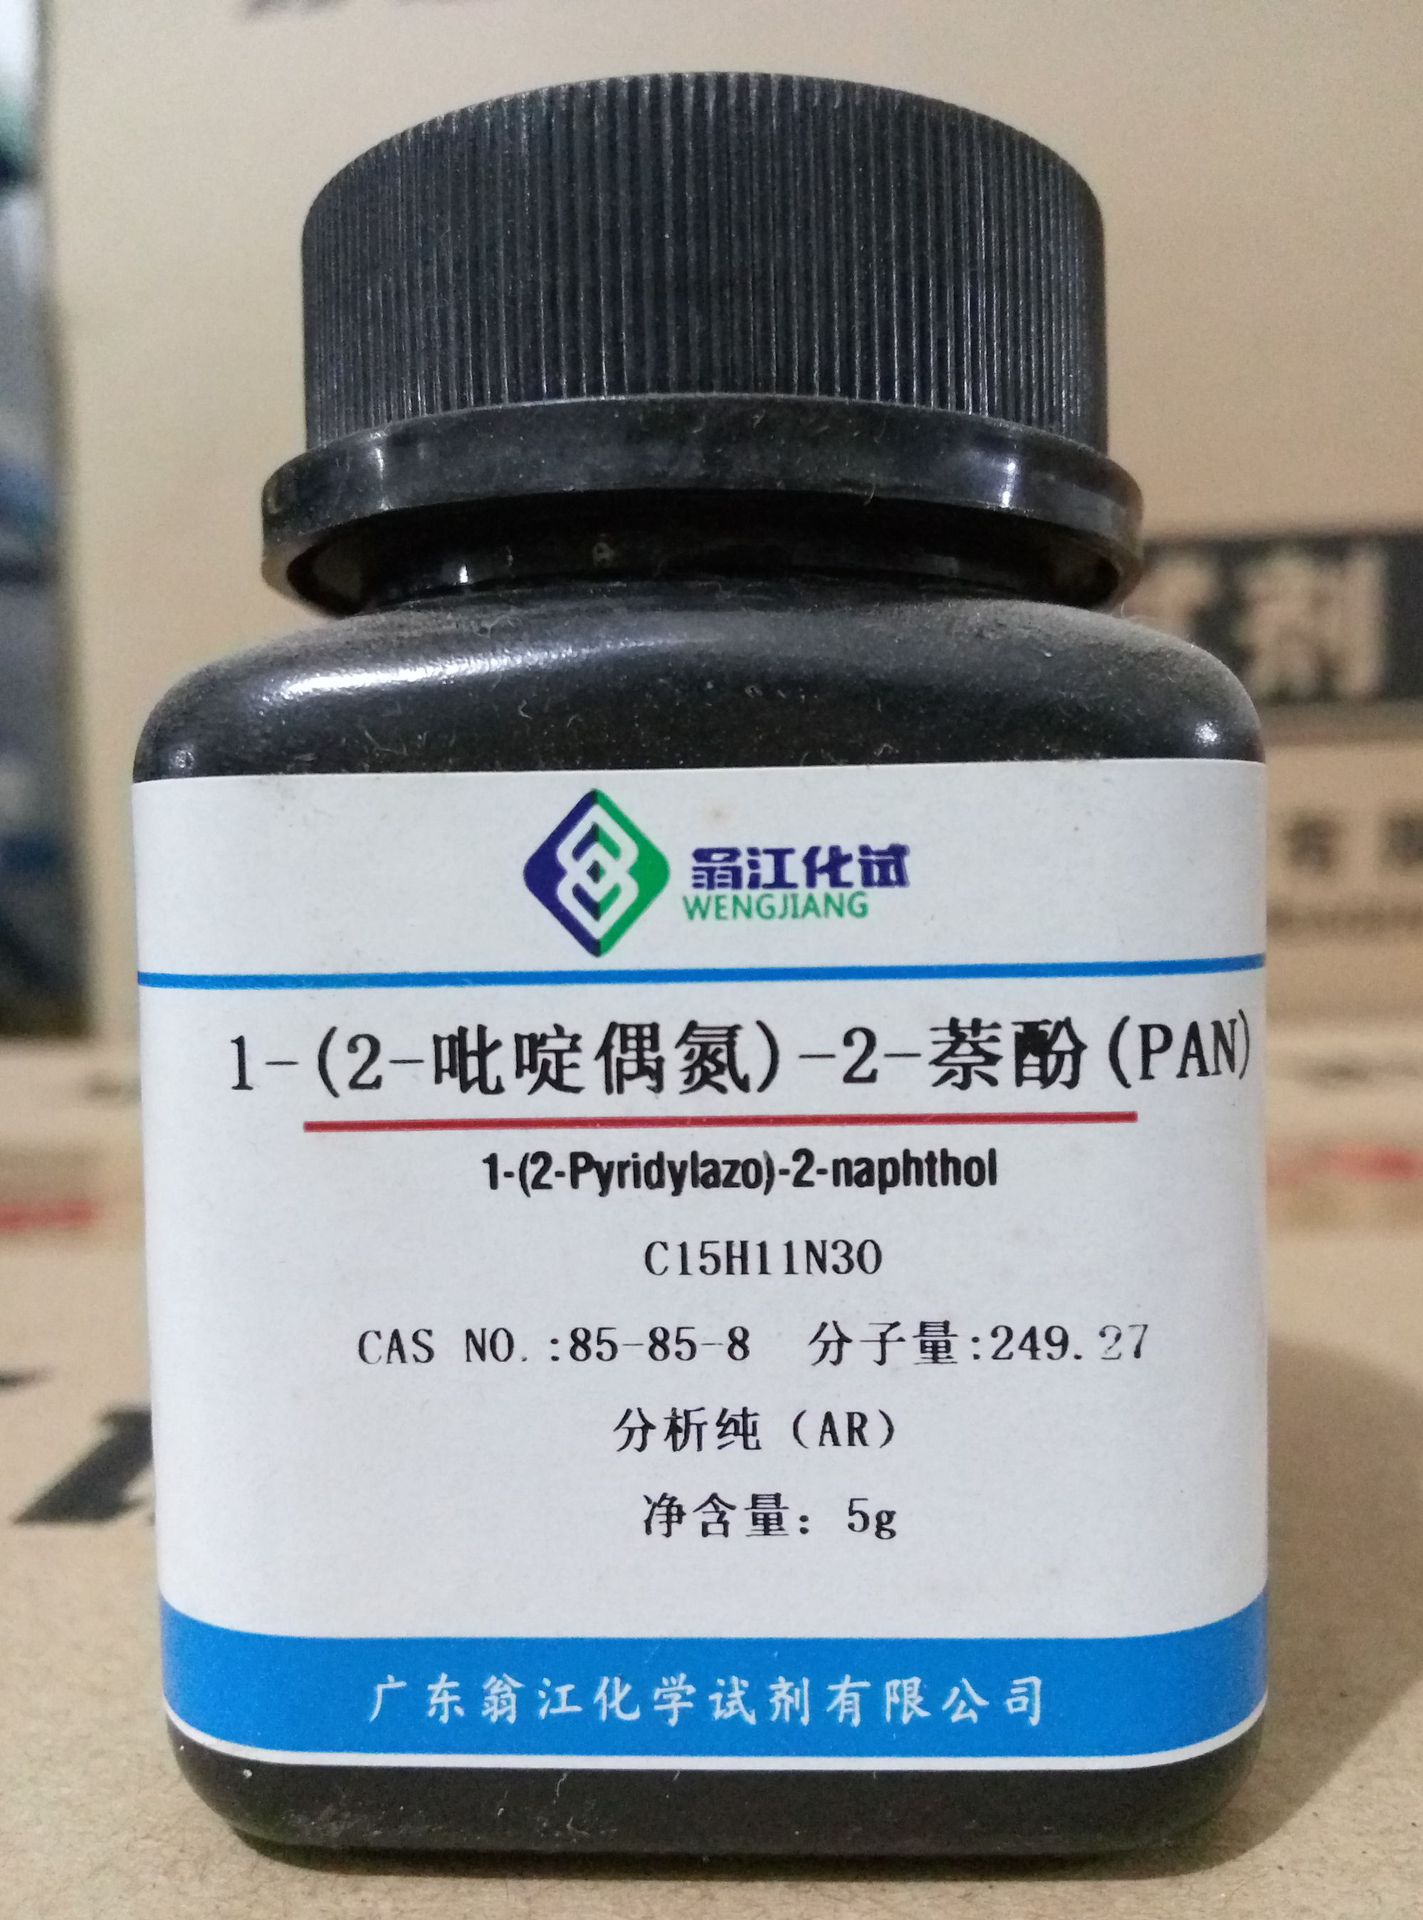 翁江化试
WENGJIANG
1-(2-吡啶偶氮)-2-萘酚(PAN)
1-(2-Pyridylazo)-2-naphthol
C15H11N3O
CAS NO.:85-85-8 分子量:249.27
分析纯（AR）
净含量：5g
广东翁江化学试剂有限公司
剂